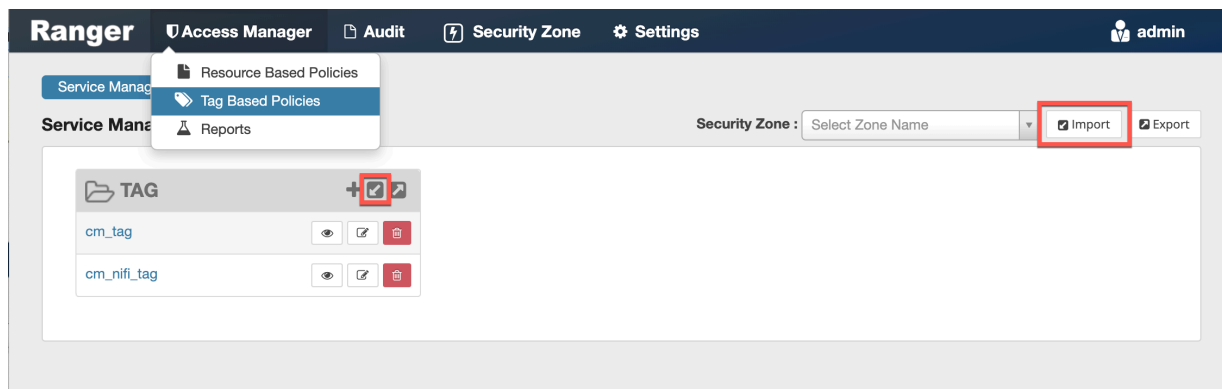 Ranger Access Manager Audit Security Zone Settings admin
Resource Based Policies
Service Manag
Tag Based Policies
Reports
Service Mana
Security Zone : Select Zone Name Import Export
TAG
cm_tag
cm_nifi_tag